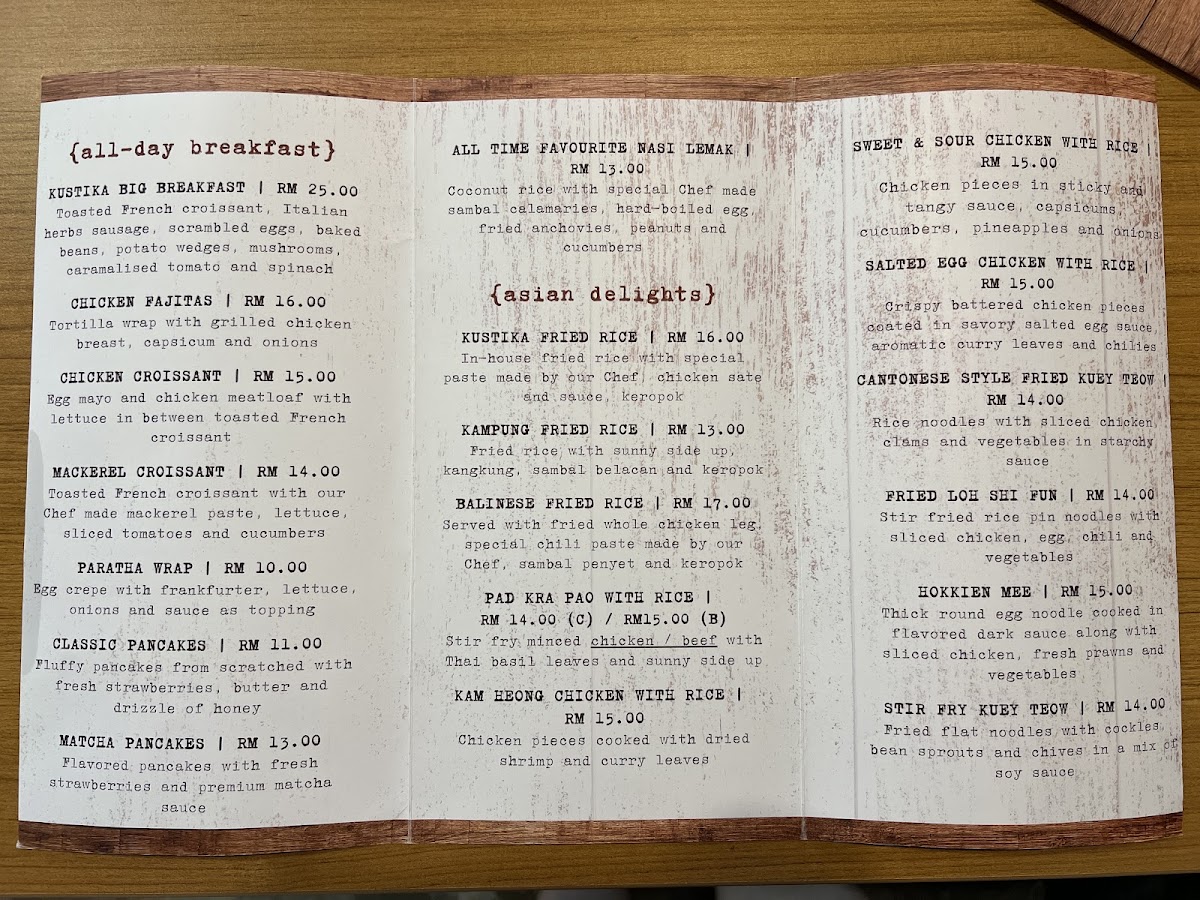 {all-day breakfast}
KUSTIKA BIG BREAKFAST | RM 25.00
Toasted French croissant, Italian
herbs sausage, scrambled eggs, baked
beans, potato wedges, mushrooms,
caramalised tomato and spinach
CHICKEN FAJITAS | RM 16.00
Tortilla wrap with grilled chicken
breast, capsicum and onions
CHICKEN CROISSANT | RM 15.00
Egg mayo and chicken meatloaf with
lettuce in between toasted French
croissant
MACKEREL CROISSANT | RM 14.00
Toasted French croissant with our
Chef made mackerel paste, lettuce,
sliced tomatoes and cucumbers
PARATHA WRAP | RM 10.00
Egg crepe with frankfurter, lettuce,
onions and sauce as topping
CLASSIC PANCAKES | RM 11.00
Fluffy pancakes from scratched with
fresh strawberries, butter and
drizzle of honey
MATCHA PANCAKES | RM 13.00
Flavored pancakes with fresh
strawberries and premium matcha
sauce
ALL TIME FAVOURITE NASI LEMAK |
RM 13.00
Coconut rice with special Chef made
sambal calamaries, hard-boiled egg,
fried anchovies, peanuts and
cucumbers
{asian delights}
KUSTIKA FRIED RICE | RM 16.00
In-house fried rice with special
paste made by our Chef, chicken sate
and sauce, keropok
KAMPUNG FRIED RICE | RM 13.00
Fried rice with sunny side up,
kangkung, sambal belacan and keropok
BALINESE FRIED RICE | RM 17.00
Served with fried whole chicken leg,
special chili paste made by our
Chef, sambal penyet and keropok
PAD KRA PAO WITH RICE |
RM 14.00 (C) / RM15.00 (B)
Stir fry minced chicken / beef with
Thai basil leaves and sunny side up
KAM HEONG CHICKEN WITH RICE |
RM 15.00
Chicken pieces cooked with dried
shrimp and curry leaves
SWEET & SOUR CHICKEN WITH RICE |
RM 15.00
Chicken pieces in sticky and
tangy sauce, capsicums,
cucumbers, pineapples and onions
SALTED EGG CHICKEN WITH RICE |
RM 15.00
Crispy battered chicken pieces
coated in savory salted egg sauce,
aromatic curry leaves and chilies
CANTONESE STYLE FRIED KUEY TEOW |
RM 14.00
Rice noodles with sliced chicken,
clams and vegetables in starchy
sauce
FRIED LOH SHI FUN | RM 14.00
Stir fried rice pin noodles with
sliced chicken, egg, chili and
vegetables
HOKKIEN MEE | RM 15.00
Thick round egg noodle cooked in
flavored dark sauce along with
sliced chicken, fresh prawns and
vegetables
STIR FRY KUEY TEOW | RM 14.00
Fried flat noodles with cockles,
bean sprouts and chives in a mix of
soy sauce